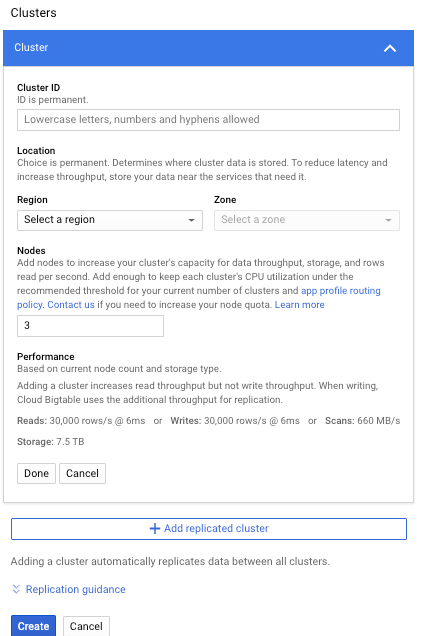 Clusters
Cluster
Cluster ID
ID is permanent.
Lowercase letters, numbers and hyphens allowed
Location
Choice is permanent. Determines where cluster data is stored. To reduce latency and
increase throughput, store your data near the services that need it.
Region Zone
Select a region Select a zone
Nodes
Add nodes to increase your cluster's capacity for data throughput, storage, and rows
read per second. Add enough to keep each cluster's CPU utilization under the
recommended threshold for your current number of clusters and app profile routing
policy. Contact us if you need to increase your node quota. Learn more
3
Performance
Based on current node count and storage type.
Adding a cluster increases read throughput but not write throughput. When writing,
Cloud Bigtable uses the additional throughput for replication.
Reads: 30,000 rows/s @ 6ms or Writes: 30,000 rows/s @ 6ms or Scans: 660 MB/s
Storage: 7.5 TB
Done Cancel
Add replicated cluster
Adding a cluster automatically replicates data between all clusters.
Replication guidance
Create Cancel